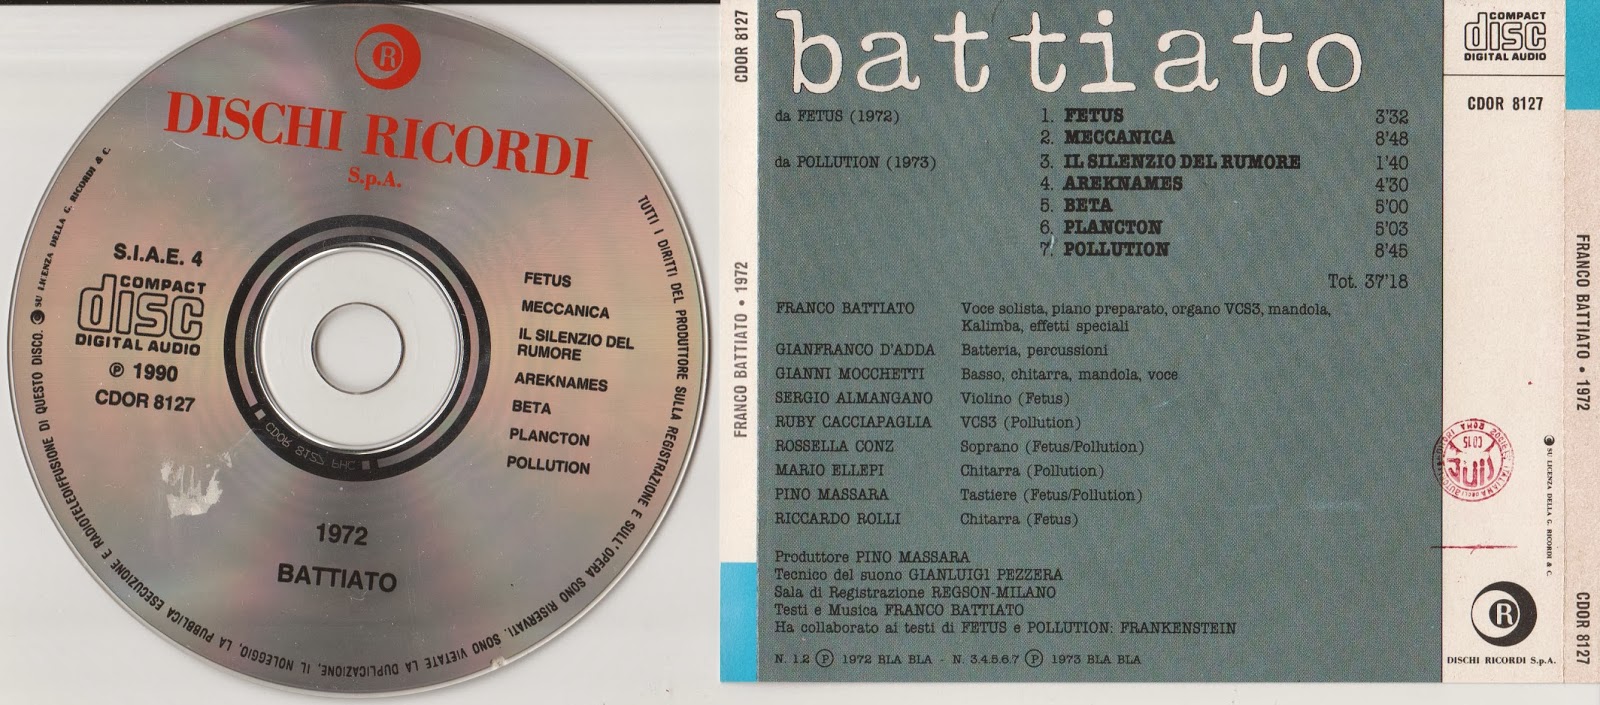 DISCHI RICORDI
S.p.A.
S.I.A.E. 4
COMPACT
disc
DIGITAL AUDIO
℗ 1990
CDOR 8127
FETUS
MECCANICA
IL SILENZIO DEL
RUMORE
AREKNAMES
BETA
PLANCTON
POLLUTION
1972
BATTIATO
TUTTI I DIRITTI DEL PRODUTTORE SULLA REGISTRAZIONE E SULL'OPERA SONO RISERVATI. SONO VIETATE LA DUPLICAZIONE, IL NOLEGGIO, LA PUBBLICA ESECUZIONE E RADIOTELEDIFFUSIONE DI QUESTO DISCO. SU LICENZA DELLA G. RICORDI & C.
CDOR 8127
FRANCO BATTIATO • 1972
battiato
da FETUS (1972) 1. FETUS 3'32
2. MECCANICA 8'48
da POLLUTION (1973) 3. IL SILENZIO DEL RUMORE 1'40
4. AREKNAMES 4'30
5. BETA 5'00
6. PLANCTON 5'03
7. POLLUTION 8'45
Tot. 37'18
FRANCO BATTIATO Voce solista, piano preparato, organo VCS3, mandola,
Kalimba, effetti speciali
GIANFRANCO D'ADDA Batteria, percussioni
GIANNI MOCCHETTI Basso, chitarra, mandola, voce
SERGIO ALMANGANO Violino (Fetus)
RUBY CACCIAPAGLIA VCS3 (Pollution)
ROSSELLA CONZ Soprano (Fetus/Pollution)
MARIO ELLEPI Chitarra (Pollution)
PINO MASSARA Tastiere (Fetus/Pollution)
RICCARDO ROLLI Chitarra (Fetus)
Produttore PINO MASSARA
Tecnico del suono GIANLUIGI PEZZERA
Sala di Registrazione REGSON-MILANO
Testi e Musica FRANCO BATTIATO
Ha collaborato ai testi di FETUS e POLLUTION: FRANKENSTEIN
N. 1.2 ℗ 1972 BLA BLA - N. 3.4.5.6.7 ℗ 1973 BLA BLA
COMPACT
disc
DIGITAL AUDIO
CDOR 8127
SU LICENZA DELLA G. RICORDI & C.
R
DISCHI RICORDI S.p.A.
FRANCO BATTIATO • 1972
CDOR 8127